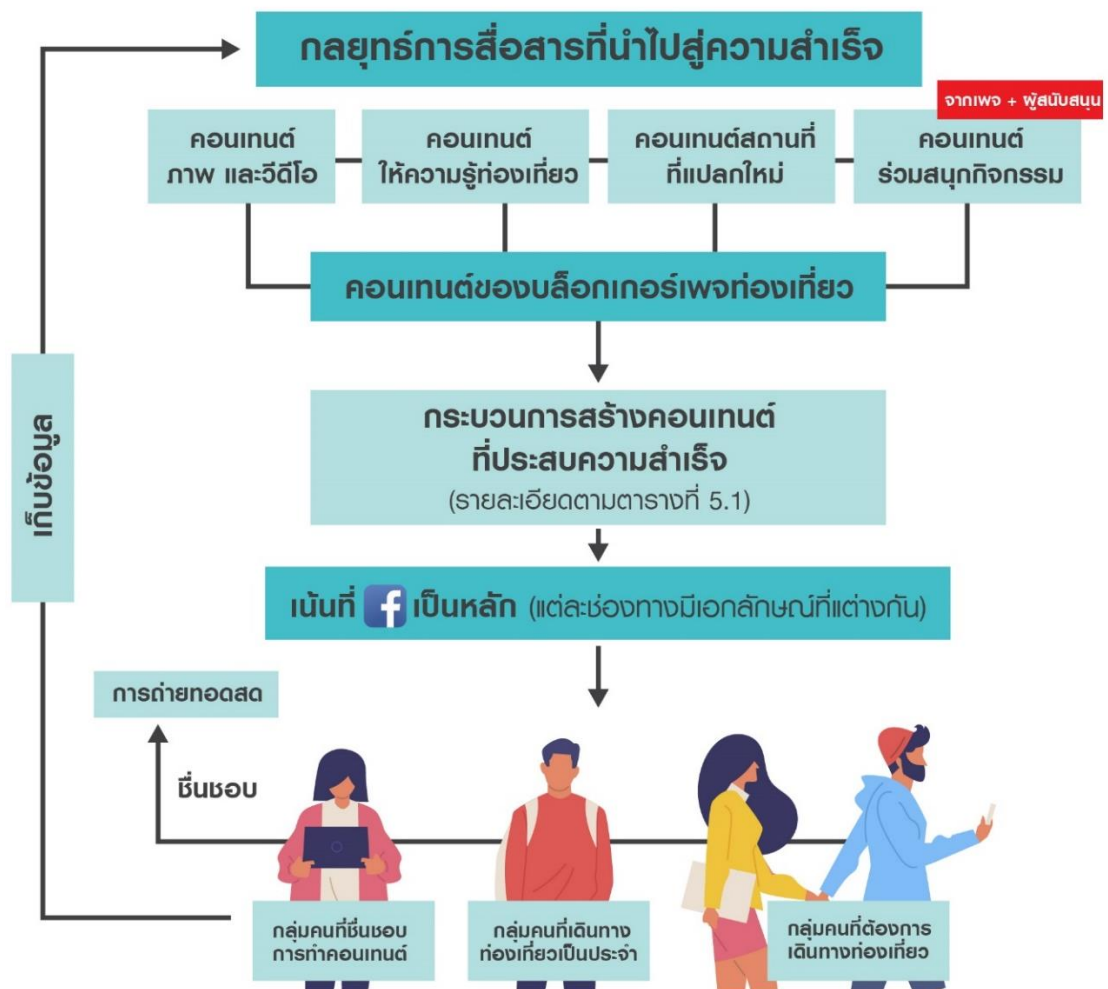 กลยุทธ์การสื่อสารที่นำไปสู่ความสำเร็จ
จากเพจ + ผู้สนับสนุน
คอนเทนต์
ภาพ และวีดีโอ
คอนเทนต์
ให้ความรู้ท่องเที่ยว
คอนเทนต์สถานที่
ที่แปลกใหม่
คอนเทนต์
ร่วมสนุกกิจกรรม
คอนเทนต์ของบล็อกเกอร์เพจท่องเที่ยว
กระบวนการสร้างคอนเทนต์
ที่ประสบความสำเร็จ
(รายละเอียดตามตารางที่ 5.1)
เก็บข้อมูล
เน้นที่ f เป็นหลัก (แต่ละช่องทางมีเอกลักษณ์ที่แต่างกัน)
การถ่ายทอดสด
ชื่นชอบ
กลุ่มคนที่ชื่นชอบ
การทำคอนเทนต์
กลุ่มคนที่เดินทาง
ท่องเที่ยวเป็นประจำ
กลุ่มคนที่ต้องการ
เดินทางท่องเที่ยว